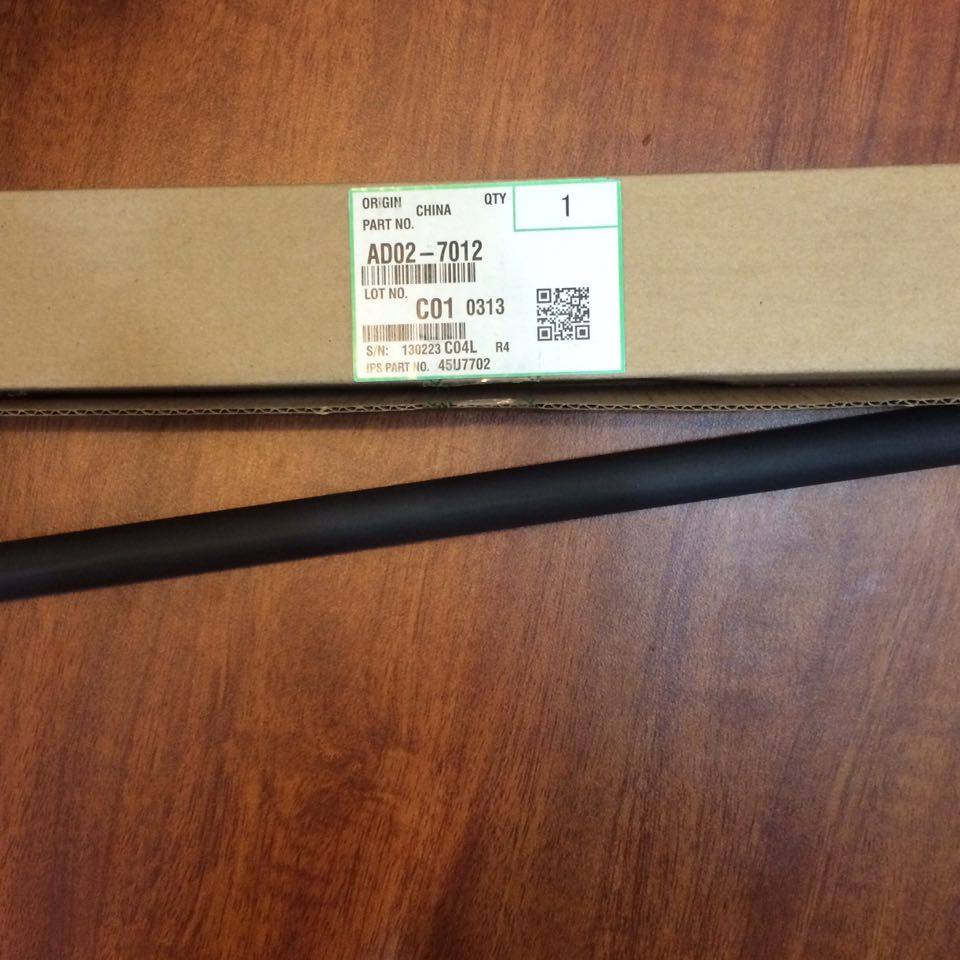 ORIGIN CHINA QTY 1
PART NO.
AD02-7012
LOT NO.
C01 0313
S/N: 130223 C04L R4
IPS PART NO. 45U7702